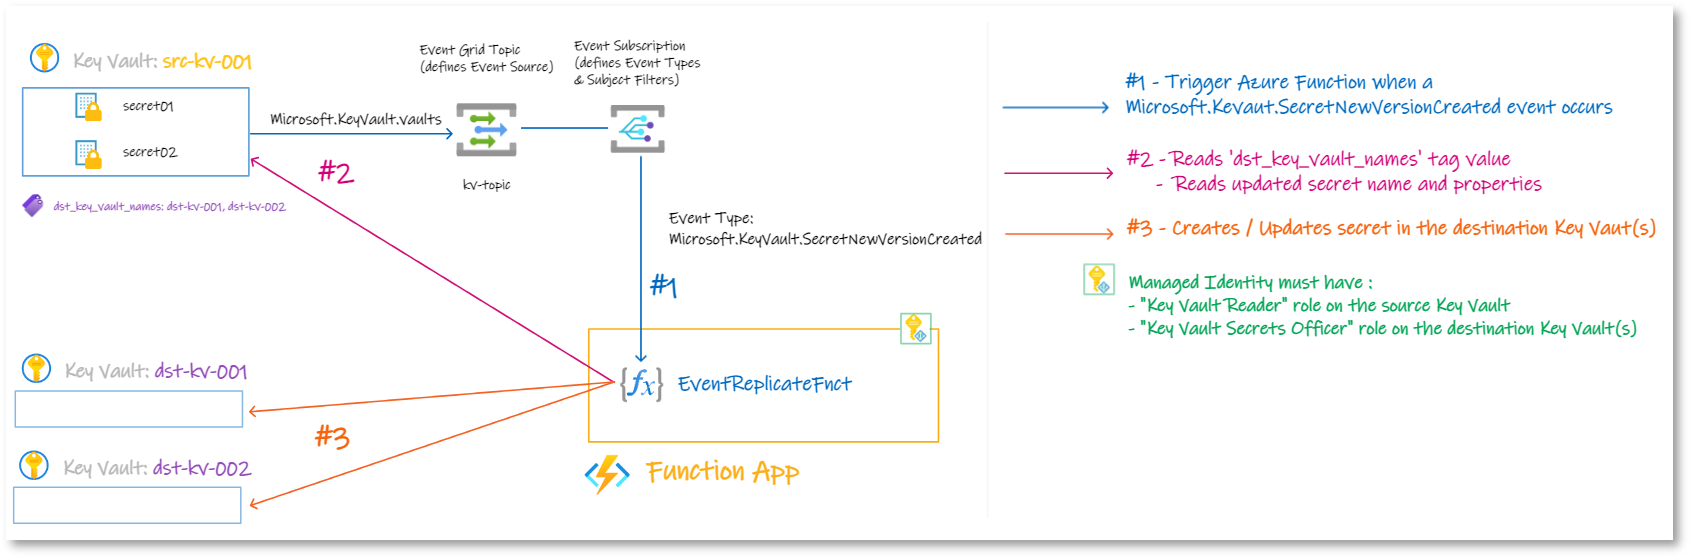 Key Vault: src-kv-001
secret01
secret02
dst_key_vault_names: dst-kv-001, dst-kv-002
Microsoft.KeyVault.vaults
Event Grid Topic
(defines Event Source)
kv-topic
Event Subscription
(defines Event Types
& Subject Filters)
#2
Event Type:
Microsoft.KeyVault.SecretNewVersionCreated
#1
Key Vault: dst-kv-001
Key Vault: dst-kv-002
#3
{fx}
EventReplicateFnct
Function App
#1 - Trigger Azure Function when a
Microsoft.Kevaut.SecretNewVersionCreated event occurs
#2 - Reads 'dst_key_vault_names' tag value
- Reads updated secret name and properties
#3 - Creates / Updates secret in the destination Key Vaut(s)
Managed Identity must have :
- "Key Vault Reader" role on the source Key Vault
- "Key Vault Secrets Officer" role on the destination Key Vault(s)